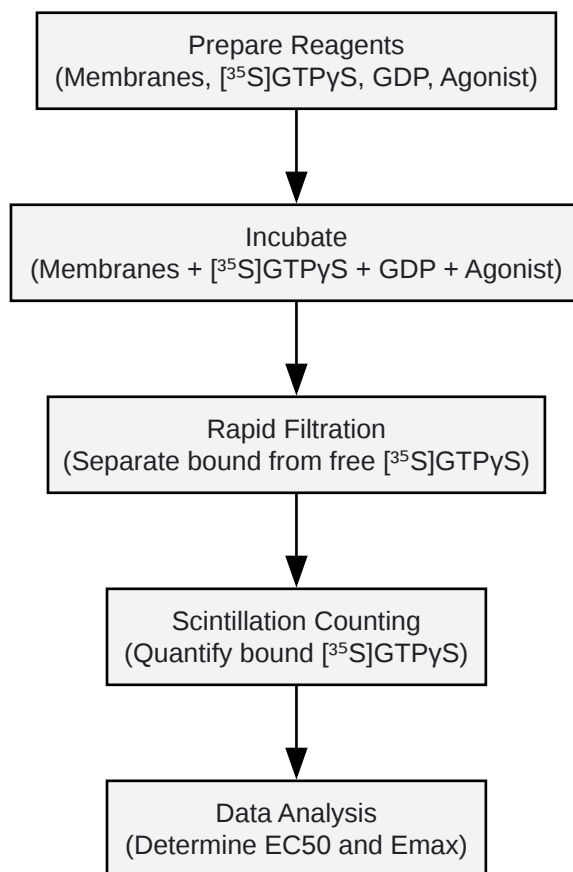 Prepare Reagents
(Membranes, [³⁵S]GTPγS, GDP, Agonist)
Incubate
(Membranes + [³⁵S]GTPγS + GDP + Agonist)
Rapid Filtration
(Separate bound from free [³⁵S]GTPγS)
Scintillation Counting
(Quantify bound [³⁵S]GTPγS)
Data Analysis
(Determine EC50 and Emax)